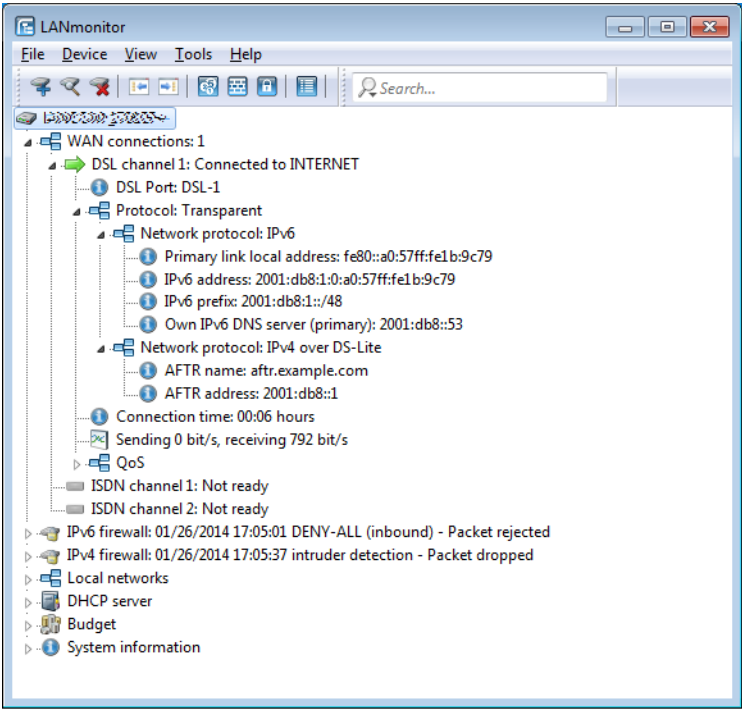 LANmonitor
File Device View Tools Help
Search...
WAN connections: 1
DSL channel 1: Connected to INTERNET
DSL Port: DSL-1
Protocol: Transparent
Network protocol: IPv6
Primary link local address: fe80::a0:57ff:fe1b:9c79
IPv6 address: 2001:db8:1:0:a0:57ff:fe1b:9c79
IPv6 prefix: 2001:db8:1::/48
Own IPv6 DNS server (primary): 2001:db8::53
Network protocol: IPv4 over DS-Lite
AFTR name: aftr.example.com
AFTR address: 2001:db8::1
Connection time: 00:06 hours
Sending 0 bit/s, receiving 792 bit/s
QoS
ISDN channel 1: Not ready
ISDN channel 2: Not ready
IPv6 firewall: 01/26/2014 17:05:01 DENY-ALL (inbound) - Packet rejected
IPv4 firewall: 01/26/2014 17:05:37 intruder detection - Packet dropped
Local networks
DHCP server
Budget
System information